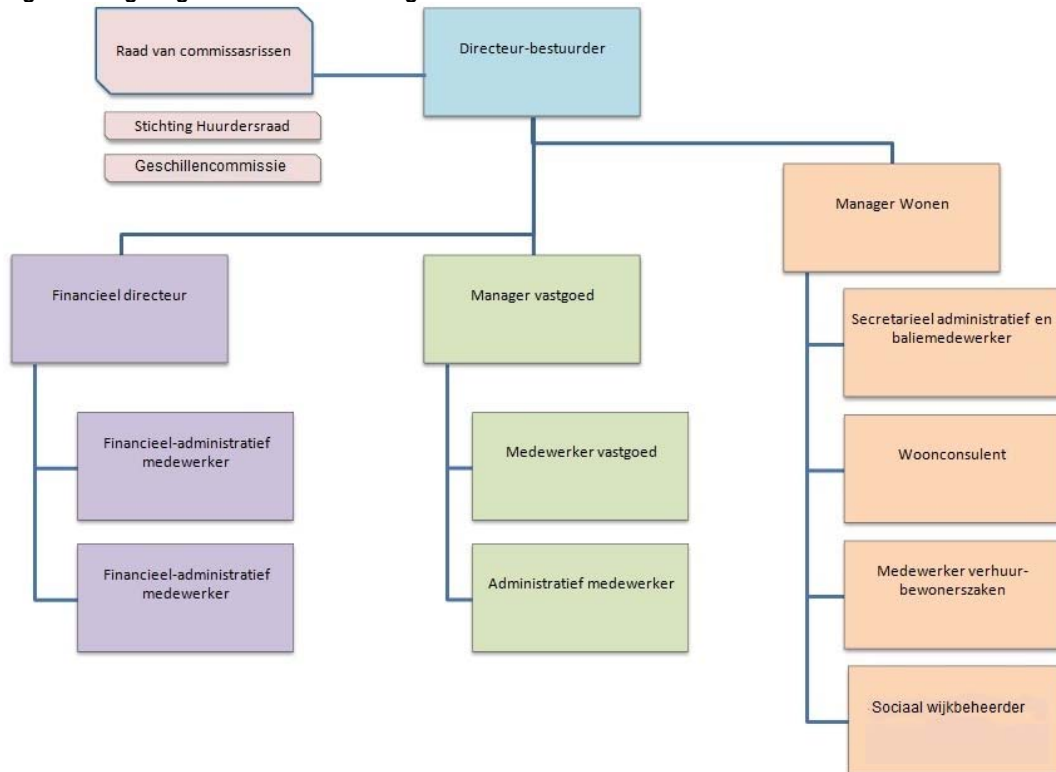 Raad van commissasrissen
Directeur-bestuurder
Stichting Huurdersraad
Geschillencommissie
Manager Wonen
Financieel directeur
Manager vastgoed
Secretarieel administratief en
baliemedewerker
Financieel-administratief
medewerker
Medewerker vastgoed
Woonconsulent
Financieel-administratief
medewerker
Administratief medewerker
Medewerker verhuur-
bewonerszaken
Sociaal wijkbeheerder